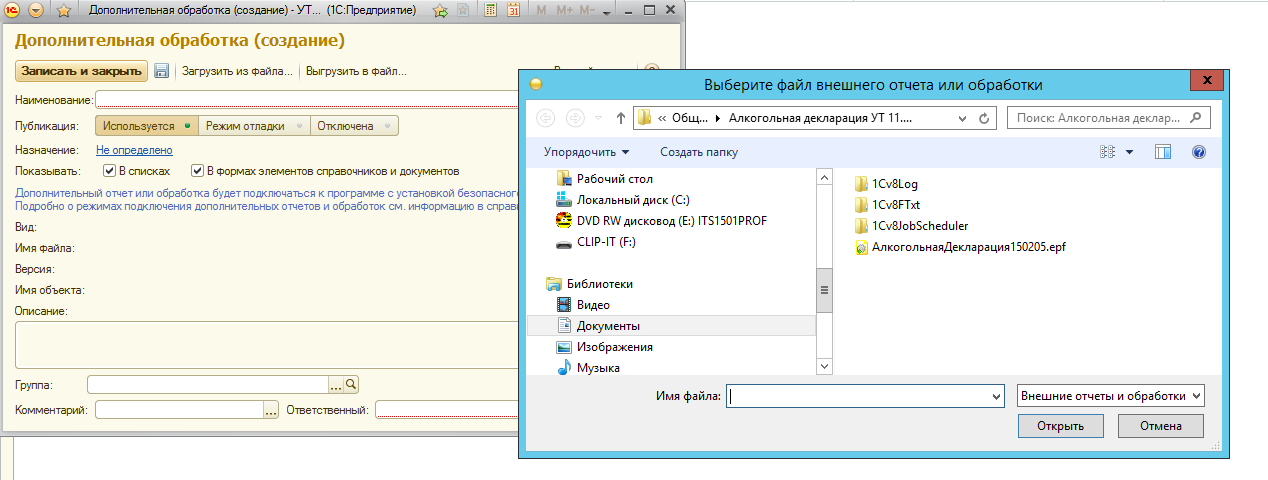 Дополнительная обработка (создание) - УТ... (1С:Предприятие)
M M+ M-
Дополнительная обработка (создание)
Записать и закрыть Загрузить из файла... Выгрузить в файл...
Наименование:
Публикация: Используется Режим отладки Отключена
Назначение: Не определено
Показывать: В списках В формах элементов справочников и документов
Дополнительный отчет или обработка будет подключаться к программе с установкой безопасного
Подробно о режимах подключения дополнительных отчетов и обработок см. информацию в справ
Вид:
Имя файла:
Версия:
Имя объекта:
Описание:
Группа:
Комментарий: Ответственный:
Выберите файл внешнего отчета или обработки
« Общ... Алкогольная декларация УТ 11....
Поиск: Алкогольная деклар...
Упорядочить Создать папку
Рабочий стол
Локальный диск (C:)
DVD RW дисковод (E:) ITS1501PROF
CLIP-IT (F:)
Библиотеки
Видео
Документы
Изображения
Музыка
1Cv8Log
1Cv8FTxt
1Cv8JobScheduler
АлкогольнаяДекларация150205.epf
Имя файла:
Внешние отчеты и обработки
Открыть Отмена